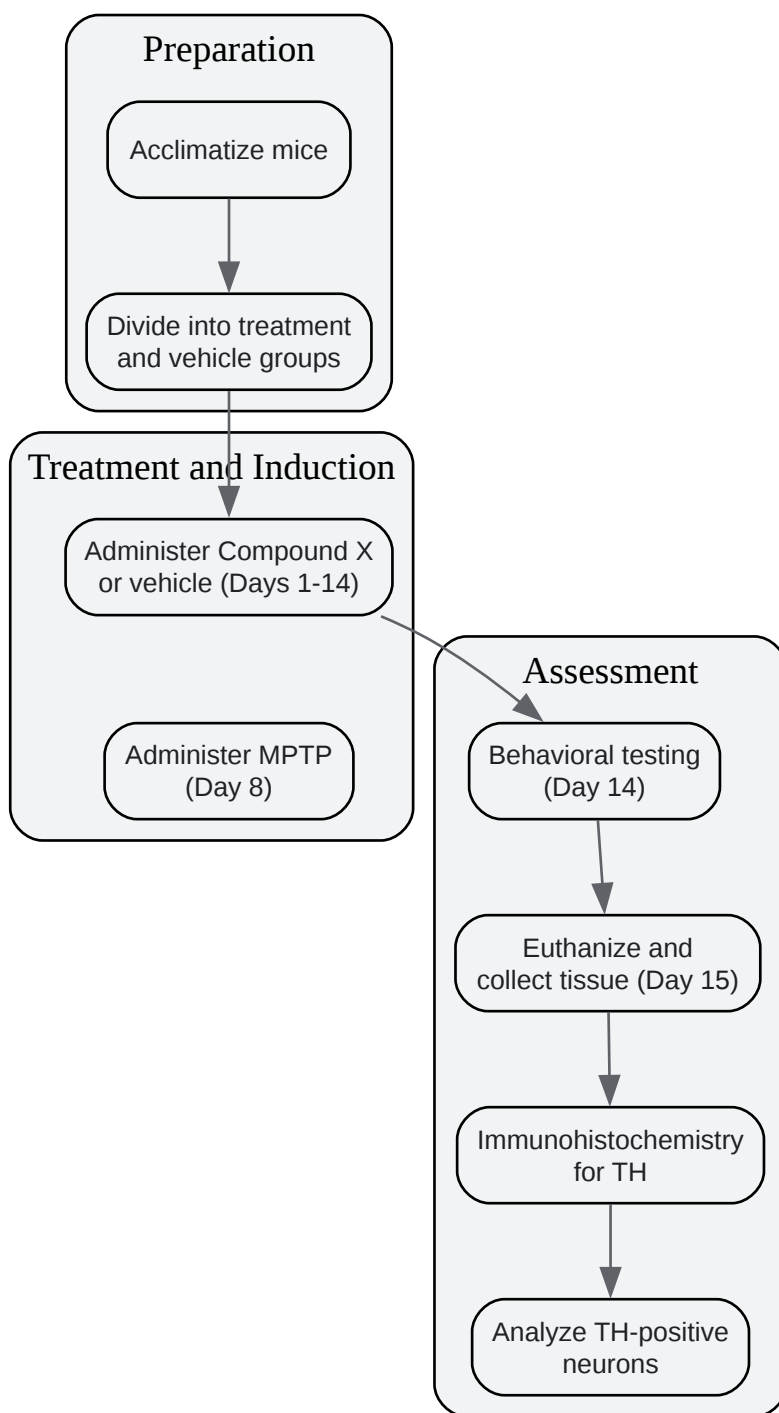 Preparation
Acclimatize mice
Divide into treatment
and vehicle groups
Treatment and Induction
Administer Compound X
or vehicle (Days 1-14)
Administer MPTP
(Day 8)
Assessment
Behavioral testing
(Day 14)
Euthanize and
collect tissue (Day 15)
Immunohistochemistry
for TH
Analyze TH-positive
neurons